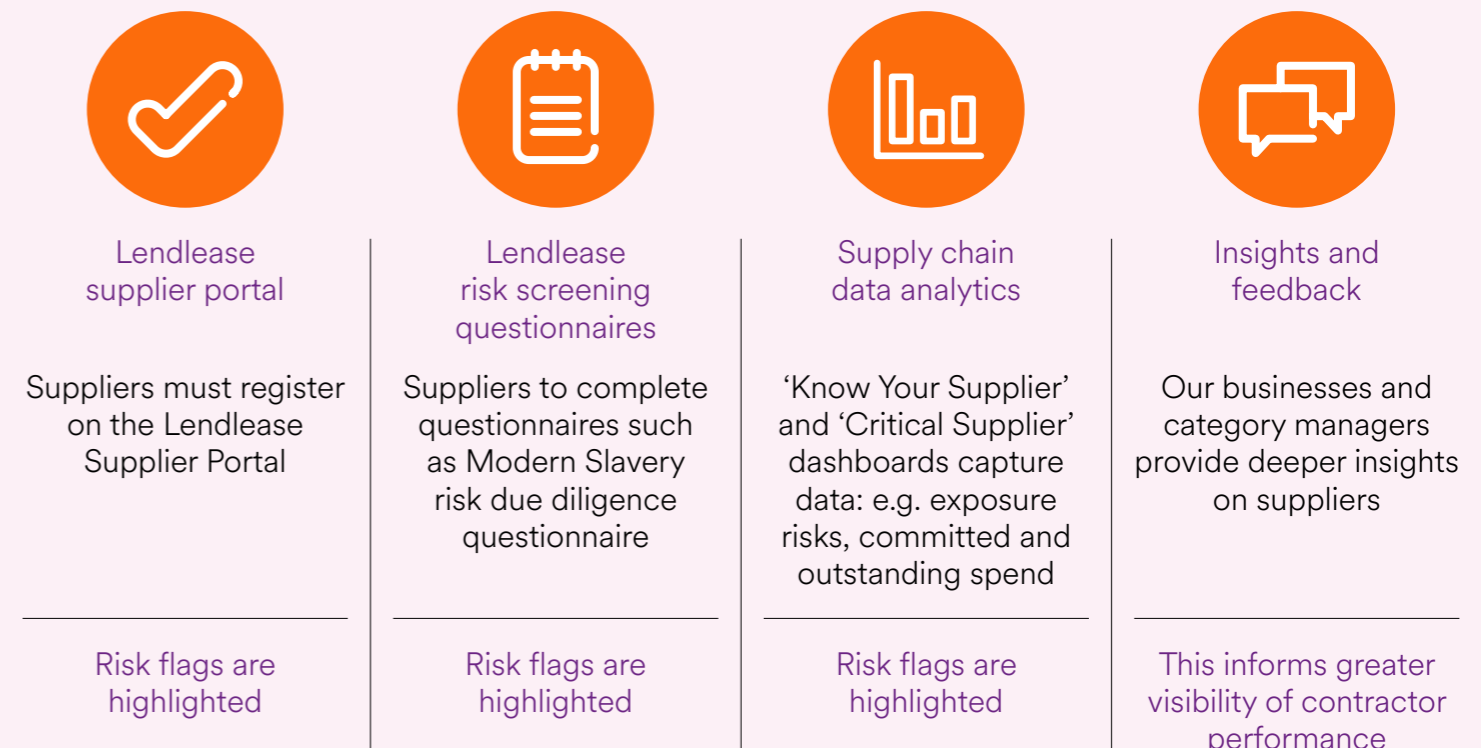 Lendlease
supplier portal
Suppliers must register
on the Lendlease
Supplier Portal
Risk flags are
highlighted
Lendlease
risk screening
questionnaires
Suppliers to complete
questionnaires such
as Modern Slavery
risk due diligence
questionnaire
Risk flags are
highlighted
Supply chain
data analytics
‘Know Your Supplier’
and ‘Critical Supplier’
dashboards capture
data: e.g. exposure
risks, committed and
outstanding spend
Risk flags are
highlighted
Insights and
feedback
Our businesses and
category managers
provide deeper insights
on suppliers
This informs greater
visibility of contractor
performance